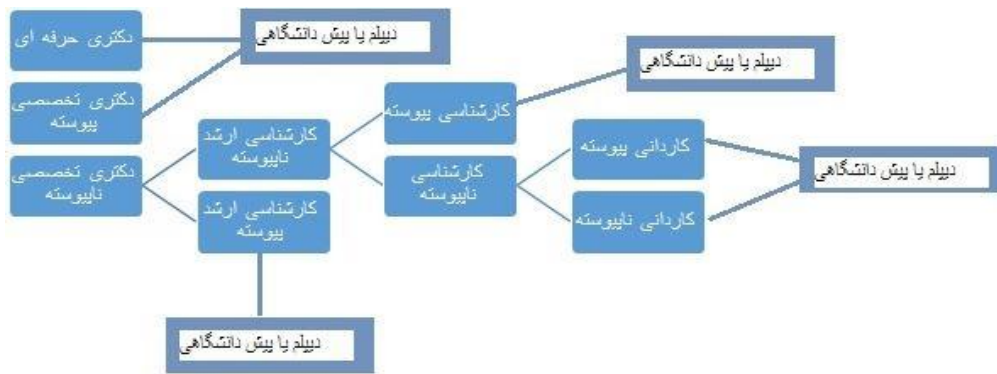 دکتری حرفه ای
دیپلم یا پیش دانشگاهی
دیپلم یا پیش دانشگاهی
دکتری تخصصی
پیوسته
کارشناسی ارشد
ناپیوسته
کارشناسی پیوسته
کاردانی پیوسته
دیپلم یا پیش دانشگاهی
دکتری تخصصی
ناپیوسته
کارشناسی
ناپیوسته
کارشناسی ارشد
پیوسته
کاردانی ناپیوسته
دیپلم یا پیش دانشگاهی